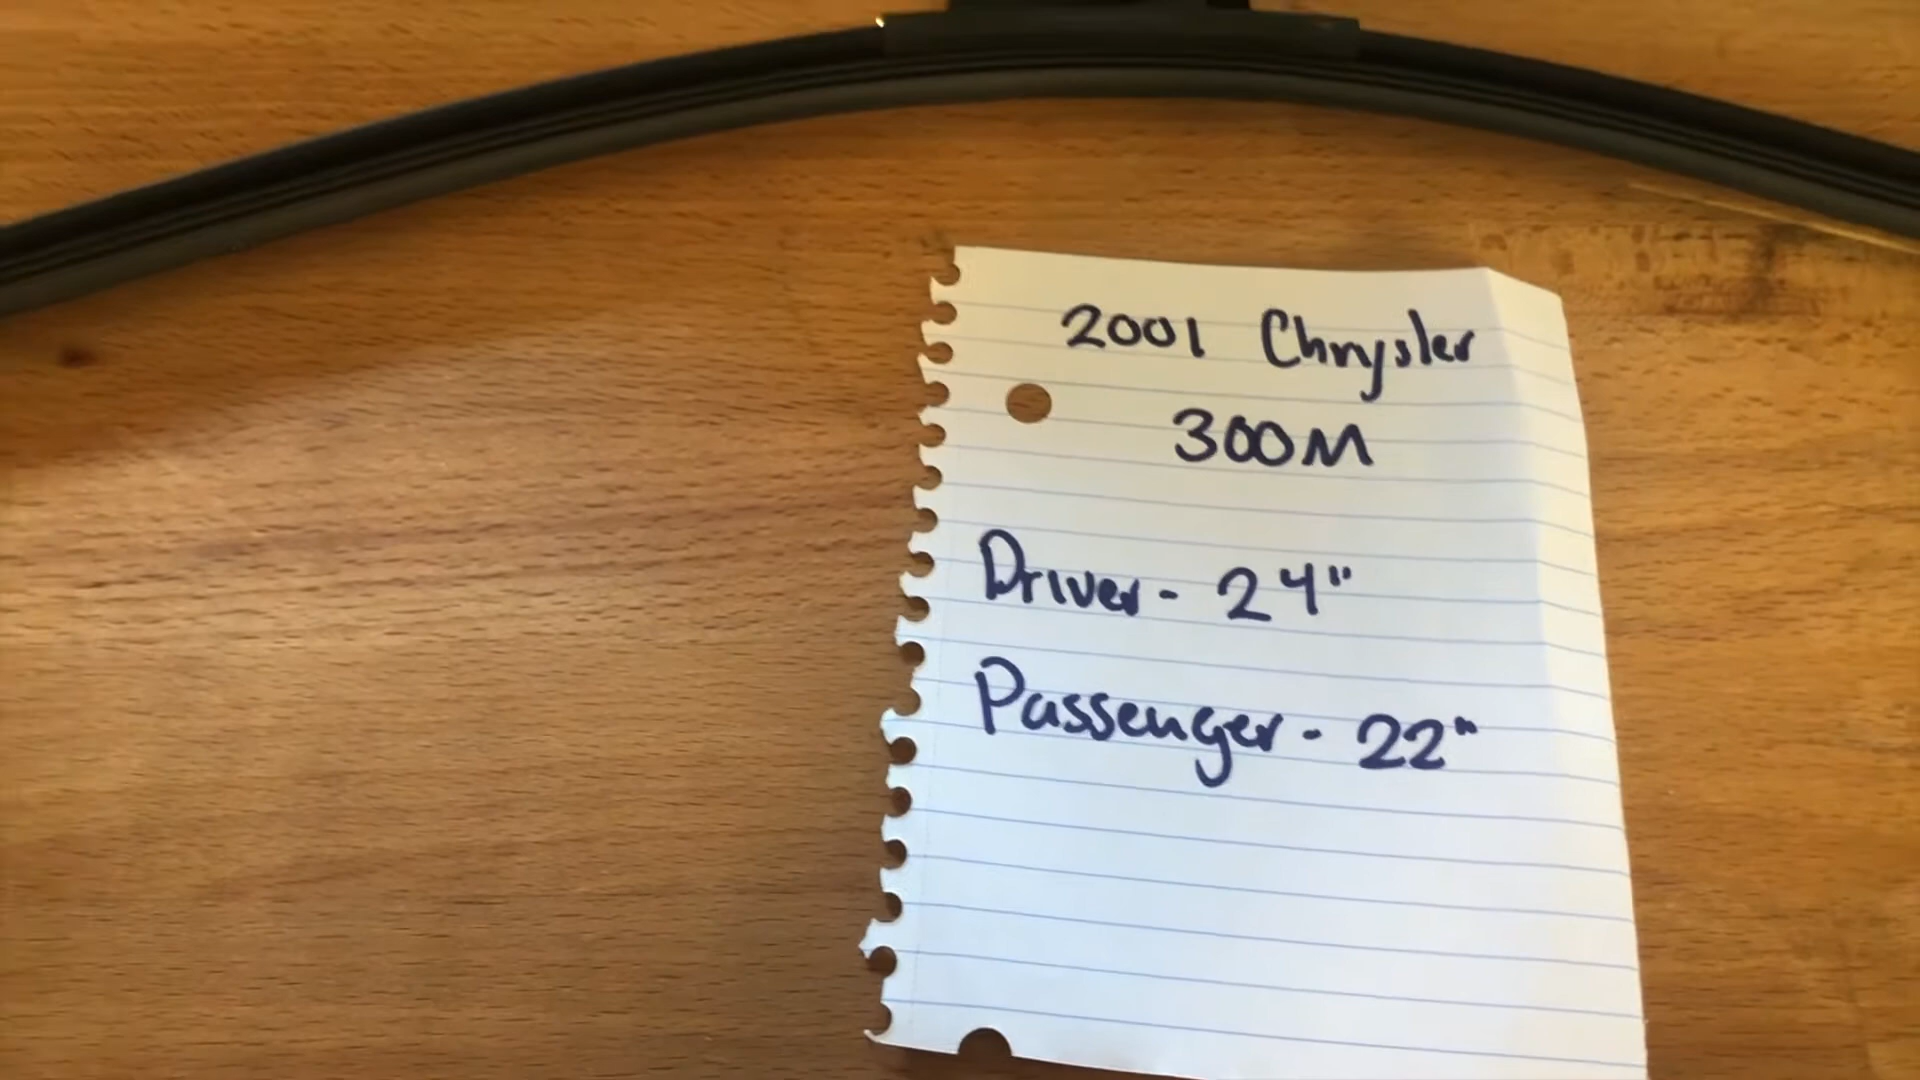 2001 Chrysler
300M
Driver - 24"
Passenger - 22"